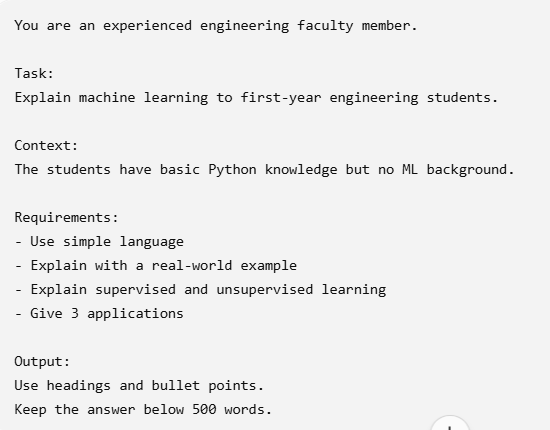 You are an experienced engineering faculty member.
Task:
Explain machine learning to first-year engineering students.
Context:
The students have basic Python knowledge but no ML background.
Requirements:
- Use simple language
- Explain with a real-world example
- Explain supervised and unsupervised learning
- Give 3 applications
Output:
Use headings and bullet points.
Keep the answer below 500 words.